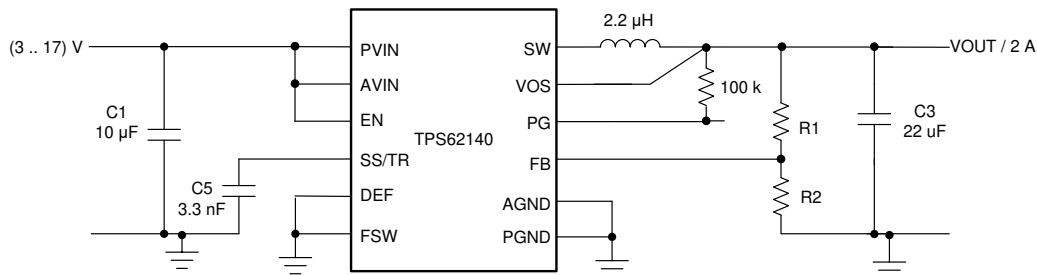 2.2 µH
(3 .. 17) V
PVIN
SW
VOUT / 2 A
AVIN
VOS
100 k
C1
10 µF
EN
PG
R1
C3
22 uF
TPS62140
SS/TR
FB
C5
3.3 nF
DEF
AGND
R2
FSW
PGND